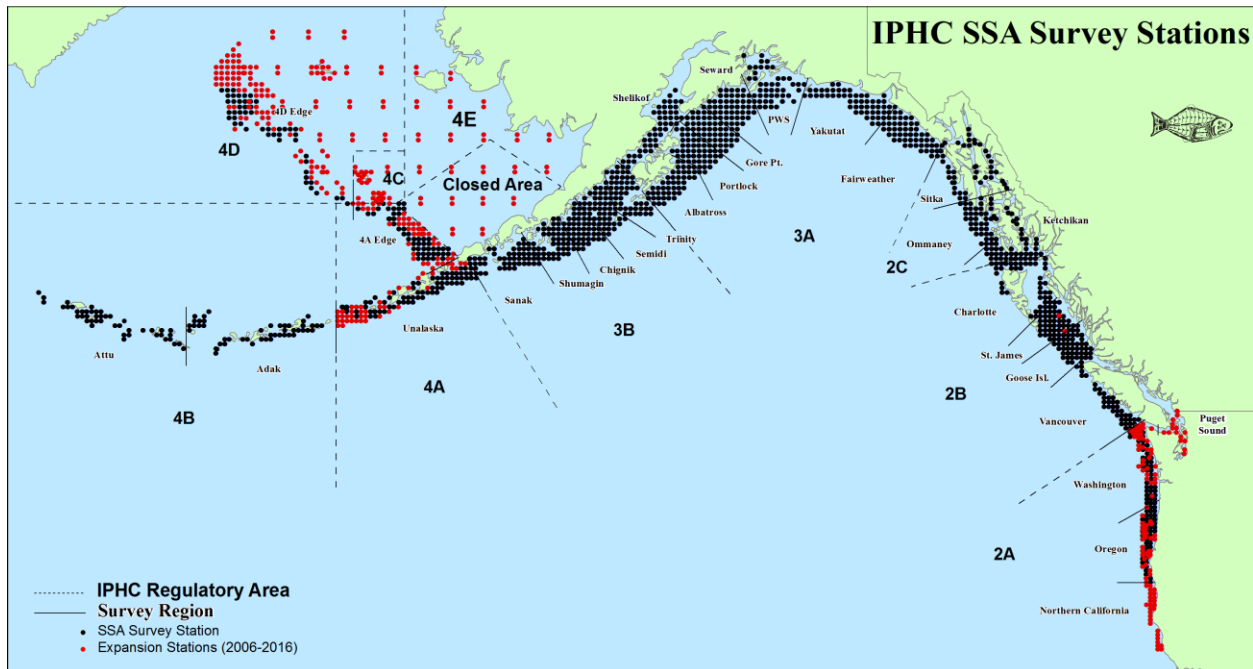 IPHC SSA Survey Stations
Seward
Shelikof
4D Edge
4E
PWS
Yakutat
4D
Gore Pt.
4C
Closed Area
Portlock
Fairweather
Albatross
Sitka
Ketchikan
4A Edge
Trinity
3A
Ommaney
Semidi
Chignik
2C
Shumagin
Sanak
Charlotte
Unalaska
3B
Attu
Adak
St. James
Goose Isl.
4A
2B
4B
Vancouver
Puget
Sound
Washington
2A
Oregon
IPHC Regulatory Area
Survey Region
Northern California
SSA Survey Station
Expansion Stations (2006-2016)